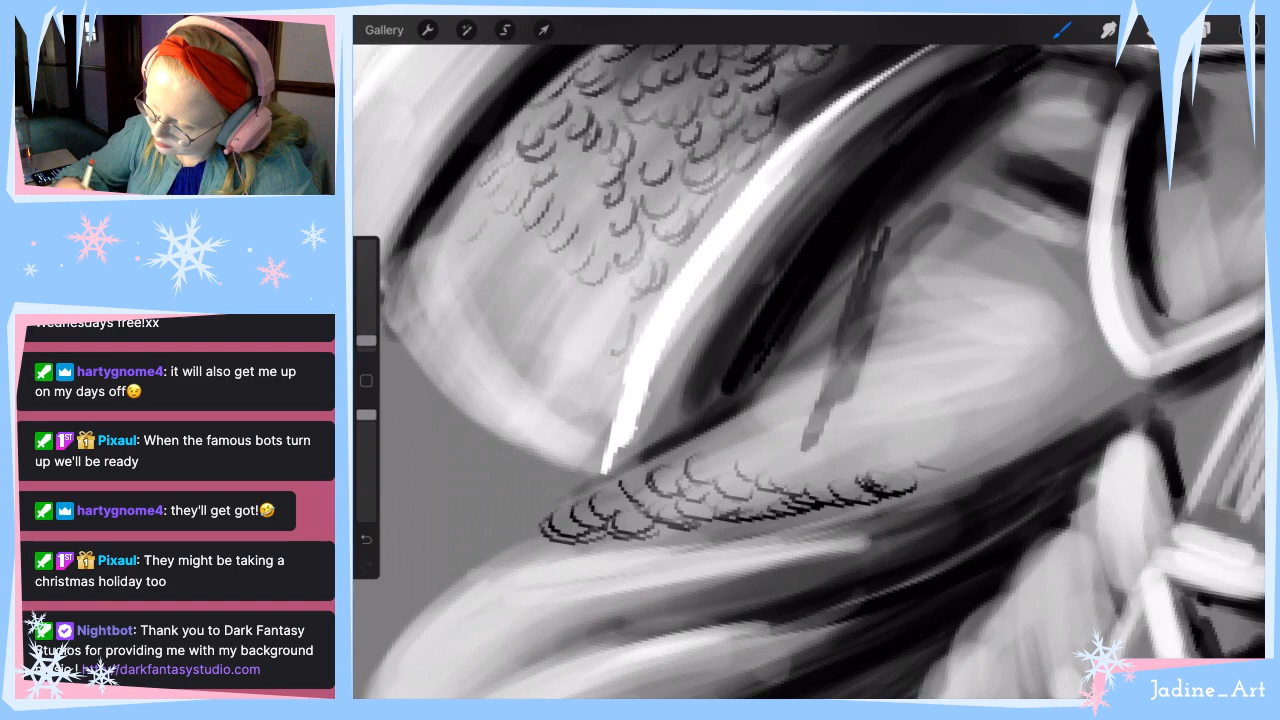 Gallery
Wednesdays free!xx
hartygnome4: it will also get me up
on my days off😉
Pixaul: When the famous bots turn
up we'll be ready
hartygnome4: they'll get got!🤣
Pixaul: They might be taking a
christmas holiday too
Nightbot: Thank you to Dark Fantasy
Studios for providing me with my background
darkfantasystudio.com
Jadine_Art